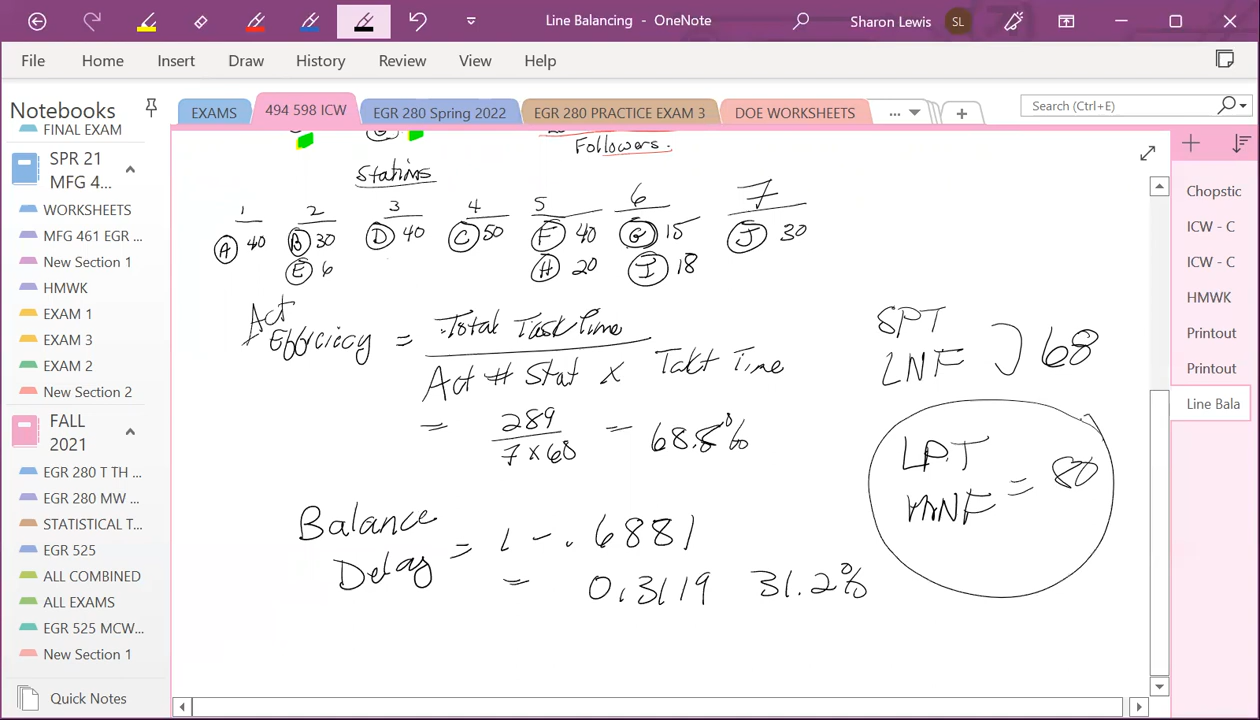 Line Balancing - OneNote
Sharon Lewis SL
File Home Insert Draw History Review View Help
Notebooks
EXAMS 494 598 ICW EGR 280 Spring 2022 EGR 280 PRACTICE EXAM 3 DOE WORKSHEETS ... +
Search (Ctrl+E)
FINAL EXAM
SPR 21
MFG 4...
WORKSHEETS
MFG 461 EGR ...
New Section 1
HMWK
EXAM 1
EXAM 3
EXAM 2
New Section 2
FALL
2021
EGR 280 T TH ...
EGR 280 MW ...
STATISTICAL T...
EGR 525
ALL COMBINED
ALL EXAMS
EGR 525 MCW...
New Section 1
Quick Notes
Followers.
Stations
1 2 3 4 5 6 7
A 40 B 30 D 40 C 50 F 40 G 15 J 30
E 6 H 20 I 18
Act
Efficiency = Total Task Time
Act # Stat x Takt Time
= 289
7 x 60 = 68.8%
Balance
Delay = 1 - .6881
= 0.3119 31.2%
SPT
LNF ) 68
LPT
MNF = 80
Chopstic
ICW - C
ICW - C
HMWK
Printout
Printout
Line Bala